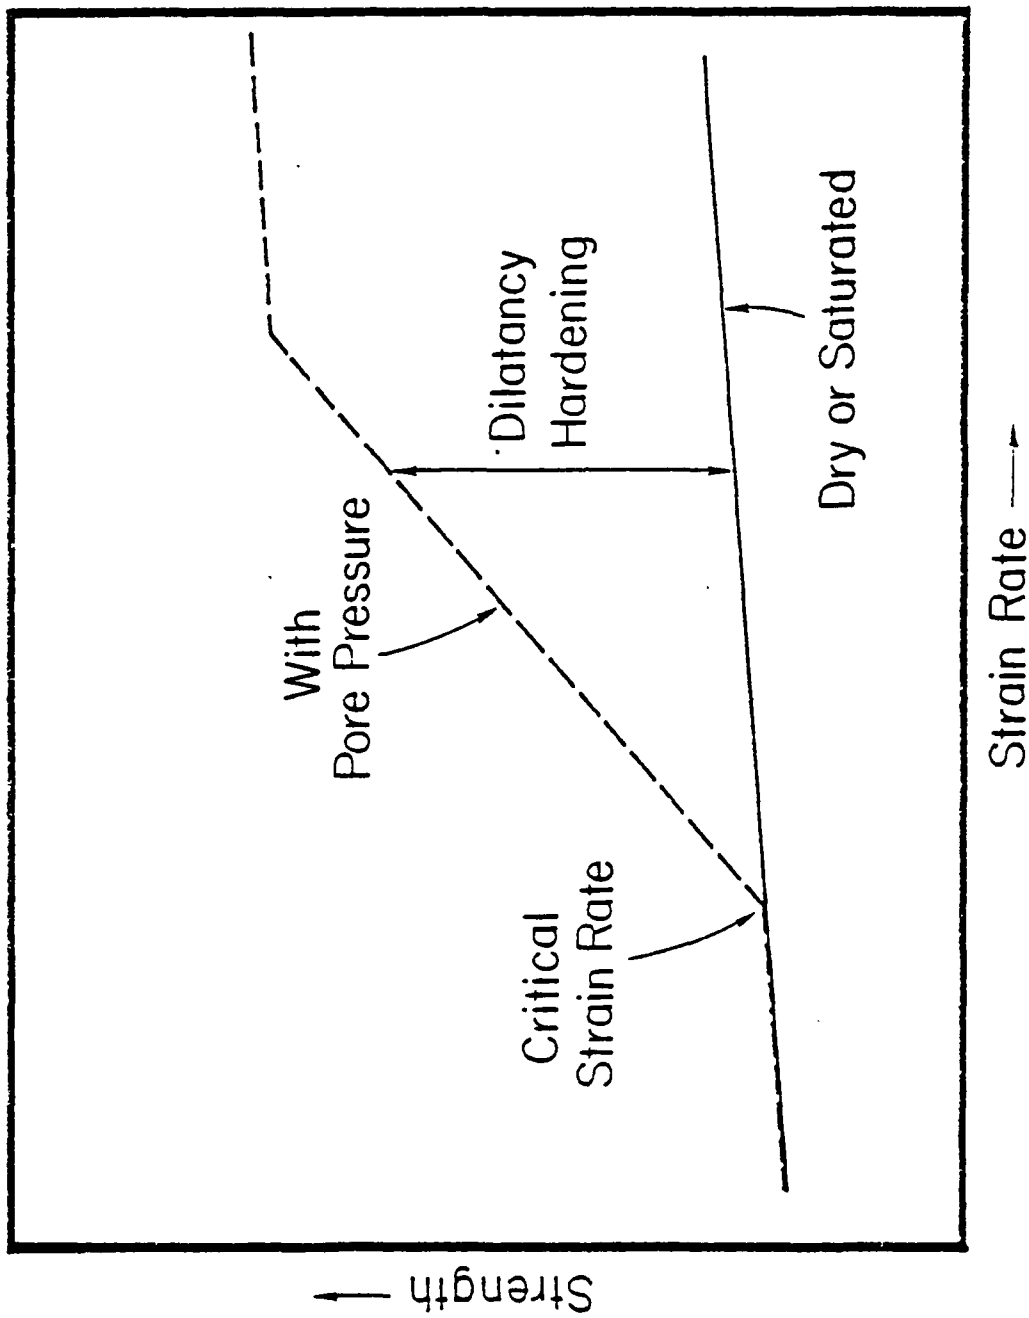 With
Pore Pressure
Dilatancy
Hardening
Critical
Strain Rate
Dry or Saturated
Strain Rate
Strength